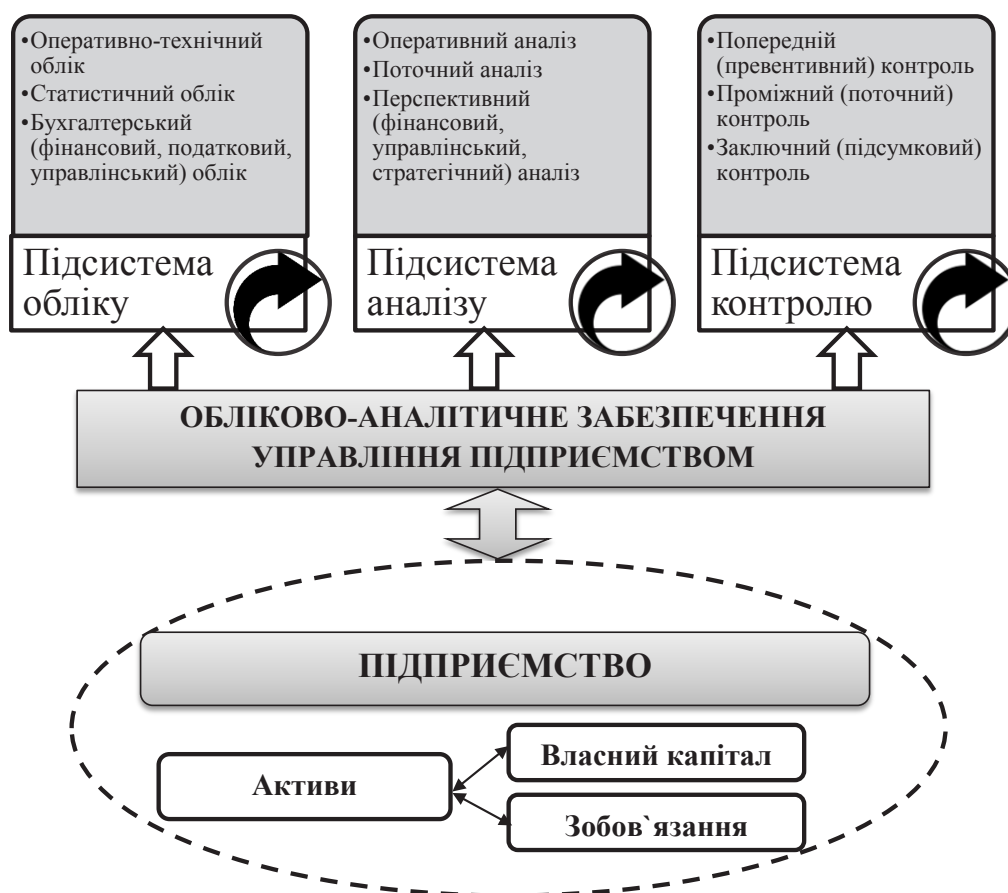 •Оперативно-технічний
облік
•Статистичний облік
•Бухгалтерський
(фінансовий, податковий,
управлінський) облік
Підсистема
обліку
•Оперативний аналіз
•Поточний аналіз
•Перспективний
(фінансовий,
управлінський,
стратегічний) аналіз
Підсистема
аналізу
•Попередній
(превентивний) контроль
•Проміжний (поточний)
контроль
•Заключний (підсумковий)
контроль
Підсистема
контролю
ОБЛІКОВО-АНАЛІТИЧНЕ ЗАБЕЗПЕЧЕННЯ
УПРАВЛІННЯ ПІДПРИЄМСТВОМ
ПІДПРИЄМСТВО
Активи
Власний капітал
Зобов`язання